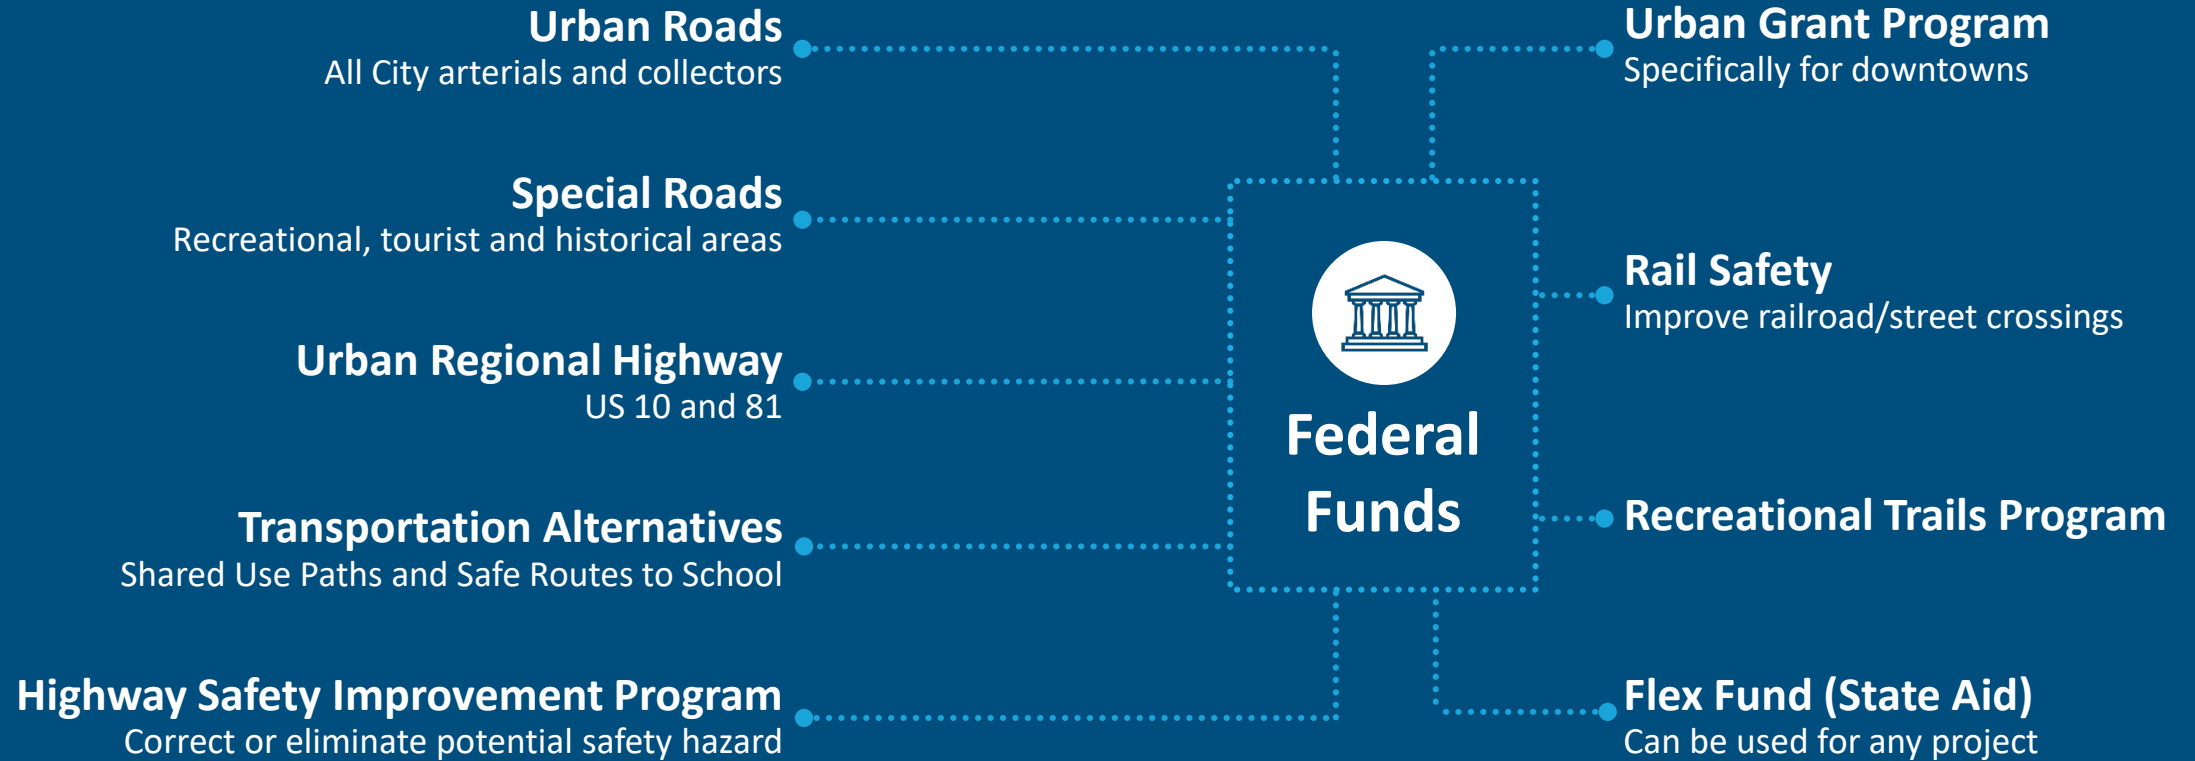 Urban Roads
All City arterials and collectors
Special Roads
Recreational, tourist and historical areas
Urban Regional Highway
US 10 and 81
Transportation Alternatives
Shared Use Paths and Safe Routes to School
Highway Safety Improvement Program
Correct or eliminate potential safety hazard
Federal
Funds
Urban Grant Program
Specifically for downtowns
Rail Safety
Improve railroad/street crossings
Recreational Trails Program
Flex Fund (State Aid)
Can be used for any project